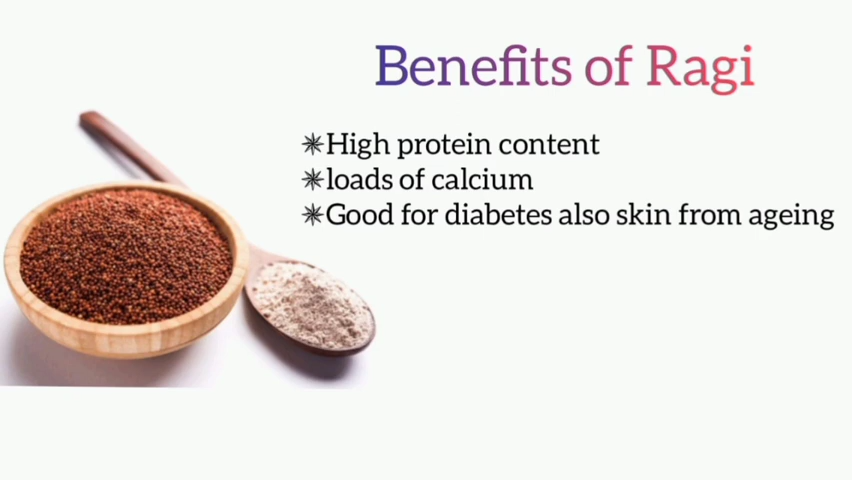 Benefits of Ragi
✴High protein content
✴loads of calcium
✴Good for diabetes also skin from ageing